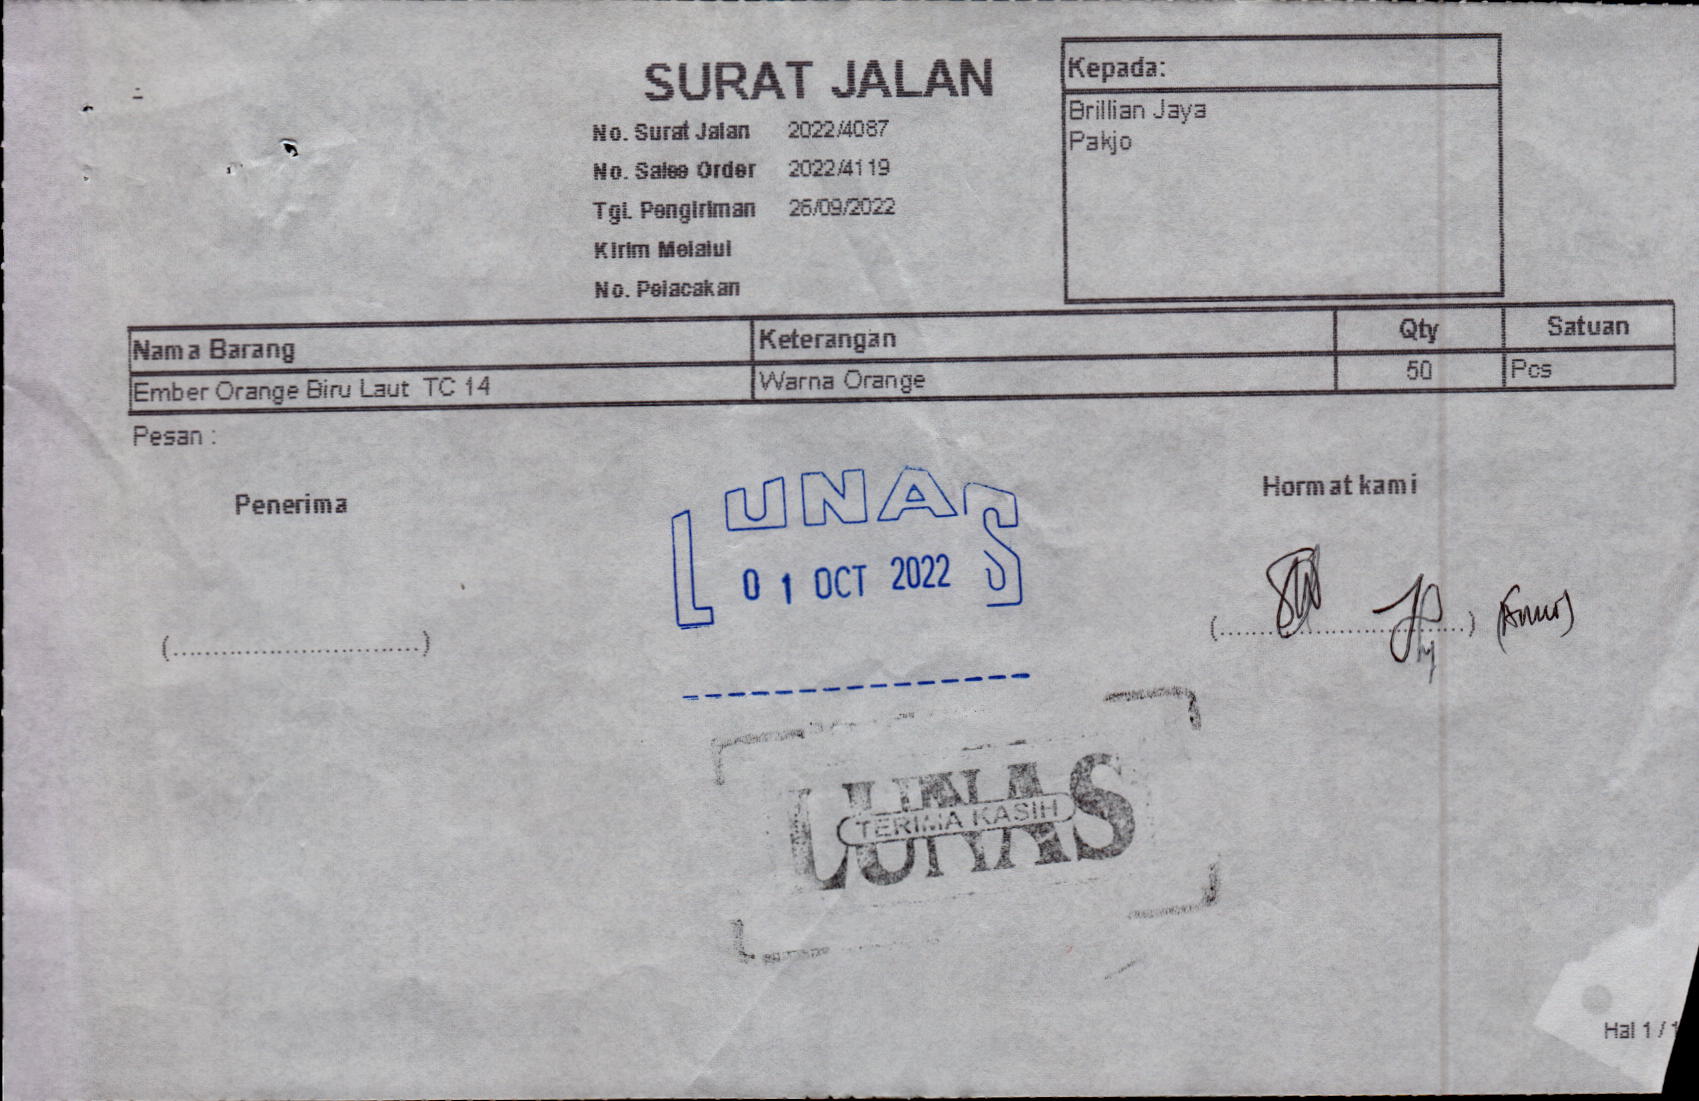 SURAT JALAN
No. Surat Jalan 2022/4087
No. Sales Order 2022/4119
Tgl. Pengiriman 26/09/2022
Kirim Melalui
No. Pelacakan
Kepada:
Brillian Jaya
Pakjo
Nama Barang Keterangan Qty Satuan
Ember Orange Biru Laut TC 14 Warna Orange 50 Pcs
Pesan :
Penerima
Hormat kami
LUNAS
01 OCT 2022
(..............................)
(..............................)
LUNAS
TERIMA KASIH
Hal 1 / 1